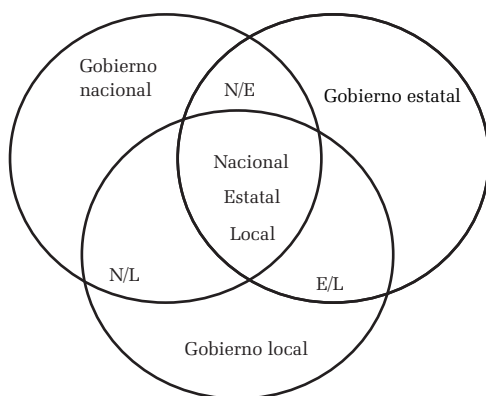 Gobierno
nacional
N/E
Gobierno estatal
Nacional
Estatal
Local
N/L
E/L
Gobierno local